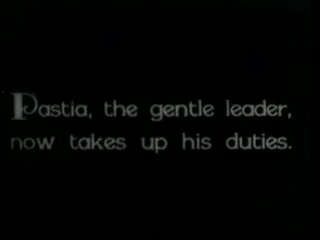 Pastia, the gentle leader,
now takes up his duties.